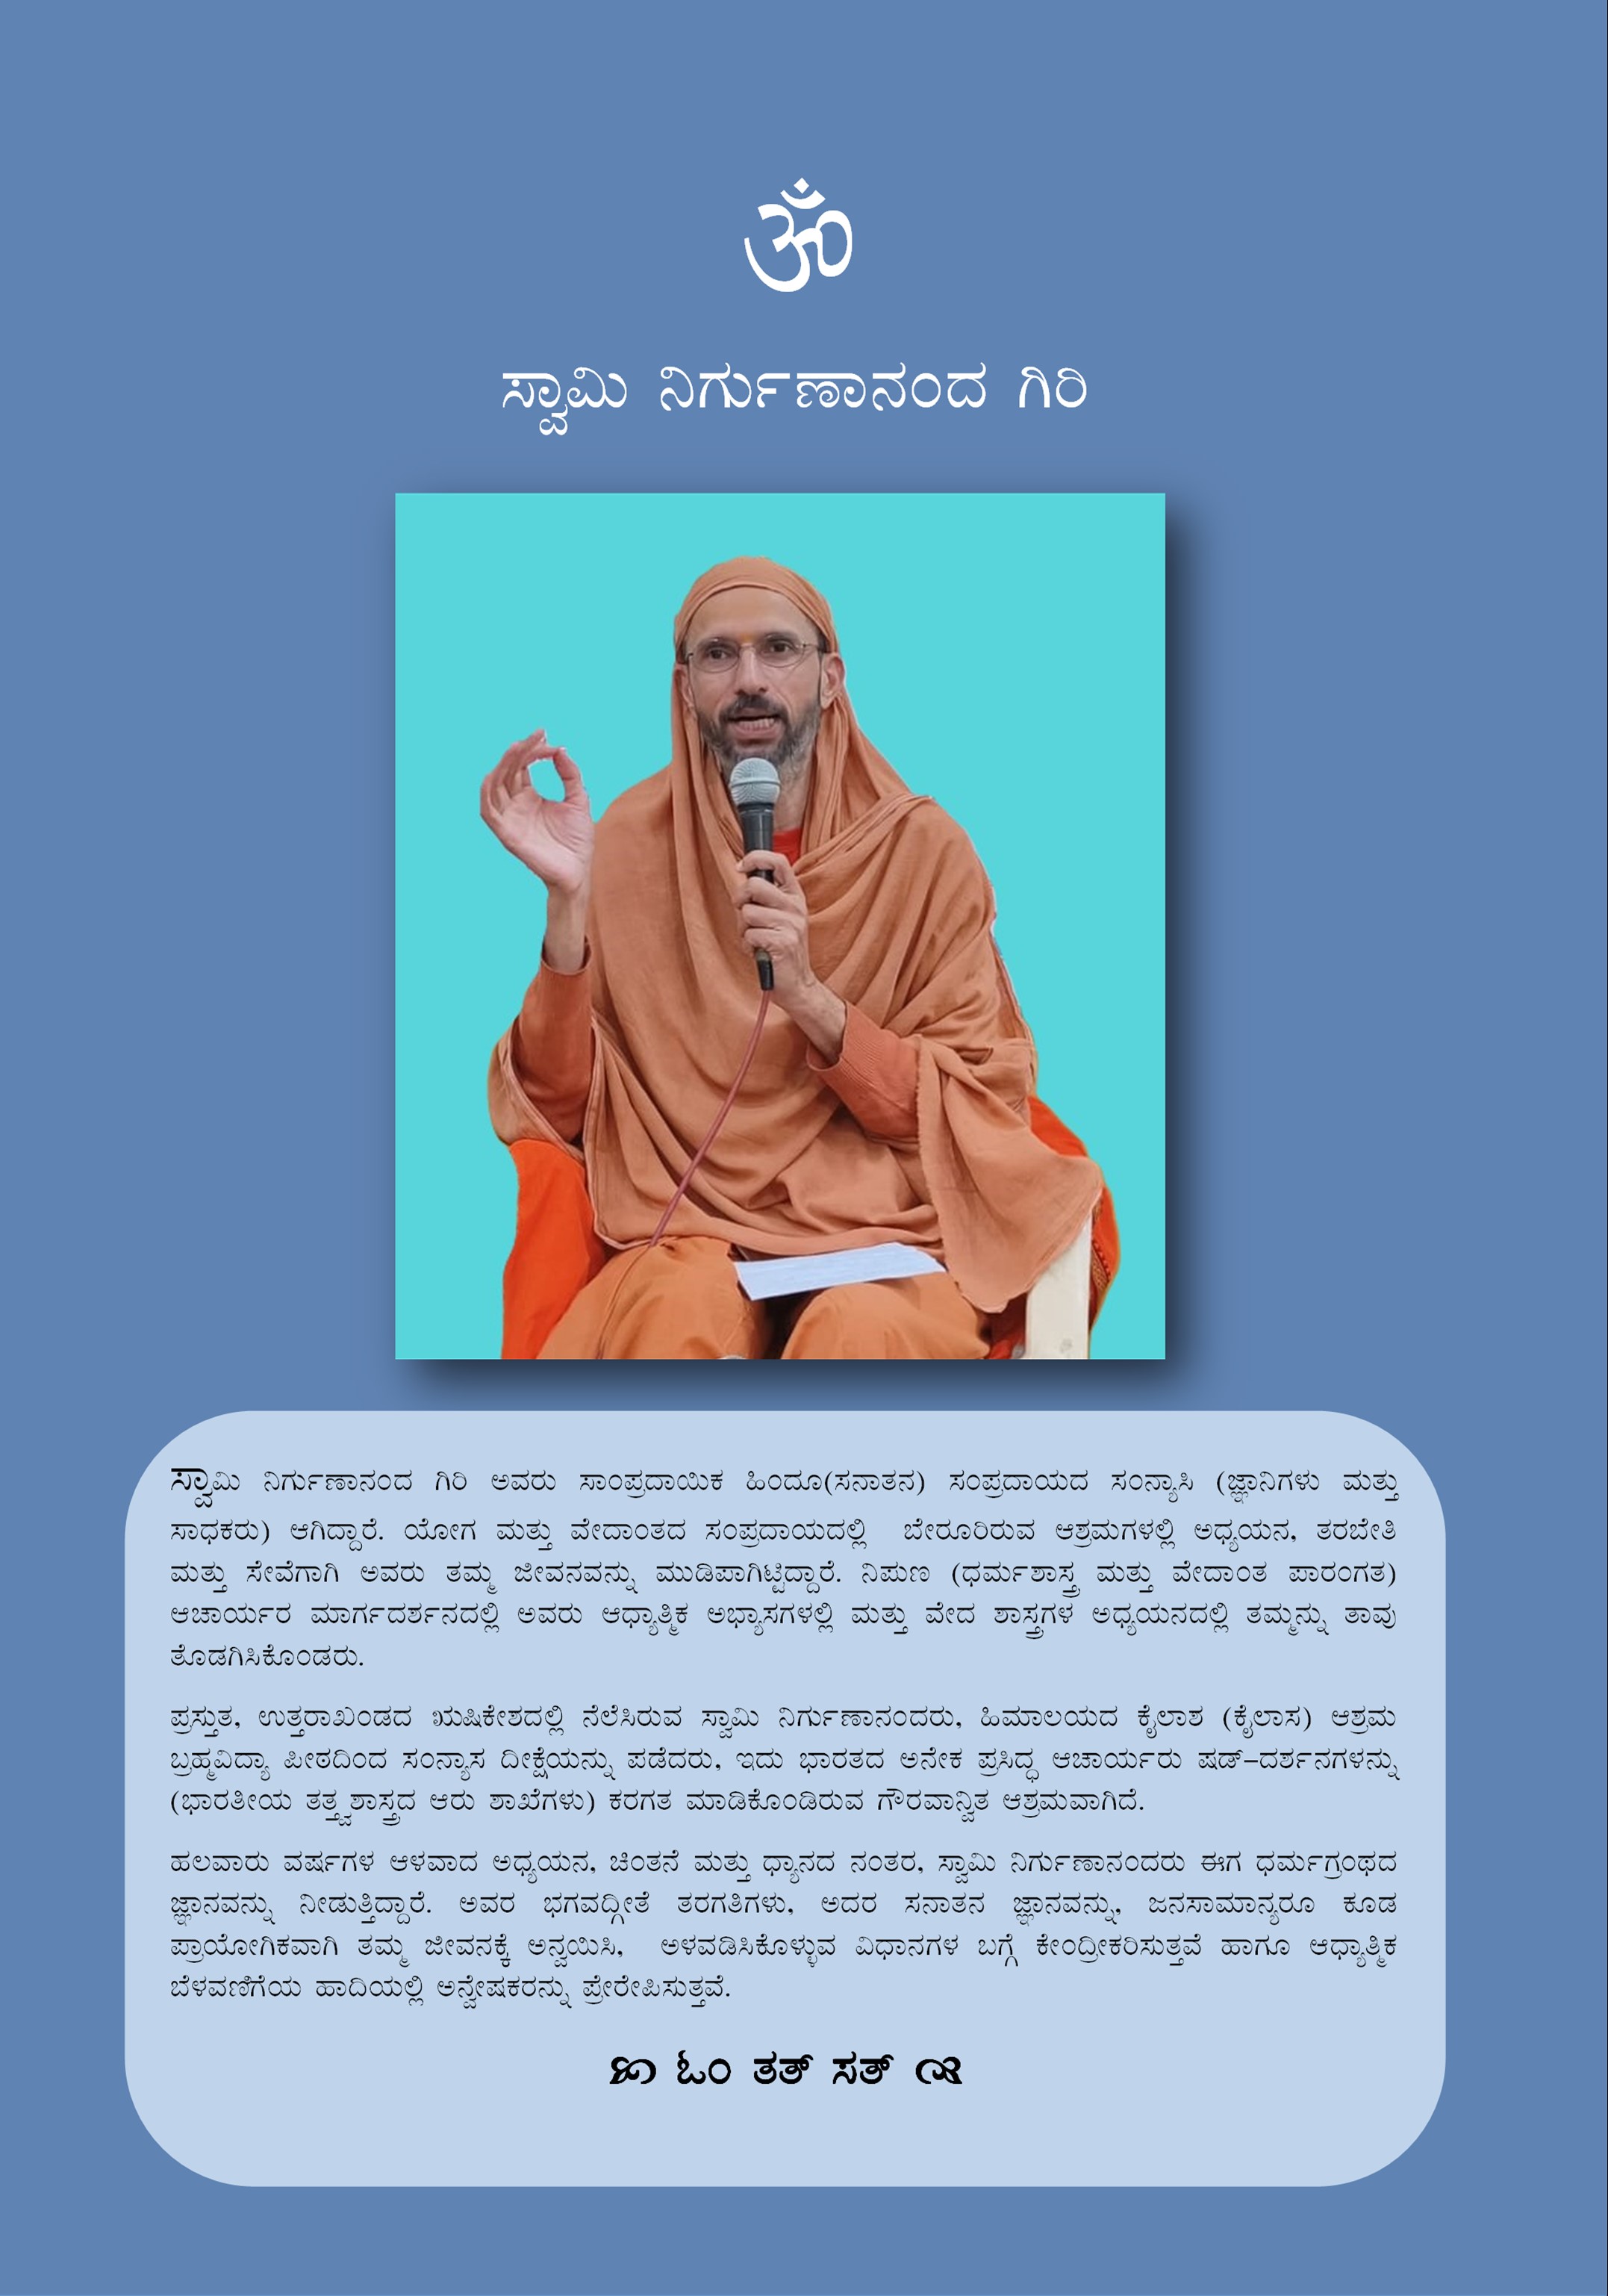 ॐ
ಸ್ವಾಮಿ ನಿರ್ಗುಣಾನಂದ ಗಿರಿ
ಸ್ವಾಮಿ ನಿರ್ಗುಣಾನಂದ ಗಿರಿ ಅವರು ಸಾಂಪ್ರದಾಯಿಕ ಹಿಂದೂ(ಸನಾತನ) ಸಂಪ್ರದಾಯದ ಸಂನ್ಯಾಸಿ (ಜ್ಞಾನಿಗಳು ಮತ್ತು
ಸಾಧಕರು) ಆಗಿದ್ದಾರೆ. ಯೋಗ ಮತ್ತು ವೇದಾಂತದ ಸಂಪ್ರದಾಯದಲ್ಲಿ ಬೇರೂರಿರುವ ಆಶ್ರಮಗಳಲ್ಲಿ ಅಧ್ಯಯನ, ತರಬೇತಿ
ಮತ್ತು ಸೇವೆಗಾಗಿ ಅವರು ತಮ್ಮ ಜೀವನವನ್ನು ಮುಡಿಪಾಗಿಟ್ಟಿದ್ದಾರೆ. ನಿಪುಣ (ಧರ್ಮಶಾಸ್ತ್ರ ಮತ್ತು ವೇದಾಂತ ಪಾರಂಗತ)
ಆಚಾರ್ಯರ ಮಾರ್ಗದರ್ಶನದಲ್ಲಿ ಅವರು ಆಧ್ಯಾತ್ಮಿಕ ಅಭ್ಯಾಸಗಳಲ್ಲಿ ಮತ್ತು ವೇದ ಶಾಸ್ತ್ರಗಳ ಅಧ್ಯಯನದಲ್ಲಿ ತಮ್ಮನ್ನು ತಾವು
ತೊಡಗಿಸಿಕೊಂಡರು.
ಪ್ರಸ್ತುತ, ಉತ್ತರಾಖಂಡದ ಋಷಿಕೇಶದಲ್ಲಿ ನೆಲೆಸಿರುವ ಸ್ವಾಮಿ ನಿರ್ಗುಣಾನಂದರು, ಹಿಮಾಲಯದ ಕೈಲಾಶ (ಕೈಲಾಸ) ಆಶ್ರಮ
ಬ್ರಹ್ಮವಿದ್ಯಾ ಪೀಠದಿಂದ ಸಂನ್ಯಾಸ ದೀಕ್ಷೆಯನ್ನು ಪಡೆದರು, ಇದು ಭಾರತದ ಅನೇಕ ಪ್ರಸಿದ್ಧ ಆಚಾರ್ಯರು ಷಡ್-ದರ್ಶನಗಳನ್ನು
(ಭಾರತೀಯ ತತ್ತ್ವಶಾಸ್ತ್ರದ ಆರು ಶಾಖೆಗಳು) ಕರಗತ ಮಾಡಿಕೊಂಡಿರುವ ಗೌರವಾನ್ವಿತ ಆಶ್ರಮವಾಗಿದೆ.
ಹಲವಾರು ವರ್ಷಗಳ ಆಳವಾದ ಅಧ್ಯಯನ, ಚಿಂತನೆ ಮತ್ತು ಧ್ಯಾನದ ನಂತರ, ಸ್ವಾಮಿ ನಿರ್ಗುಣಾನಂದರು ಈಗ ಧರ್ಮಗ್ರಂಥದ
ಜ್ಞಾನವನ್ನು ನೀಡುತ್ತಿದ್ದಾರೆ. ಅವರ ಭಗವದ್ಗೀತೆ ತರಗತಿಗಳು, ಅದರ ಸನಾತನ ಜ್ಞಾನವನ್ನು, ಜನಸಾಮಾನ್ಯರೂ ಕೂಡ
ಪ್ರಾಯೋಗಿಕವಾಗಿ ತಮ್ಮ ಜೀವನಕ್ಕೆ ಅನ್ವಯಿಸಿ, ಅಳವಡಿಸಿಕೊಳ್ಳುವ ವಿಧಾನಗಳ ಬಗ್ಗೆ ಕೇಂದ್ರೀಕರಿಸುತ್ತವೆ ಹಾಗೂ ಆಧ್ಯಾತ್ಮಿಕ
ಬೆಳವಣಿಗೆಯ ಹಾದಿಯಲ್ಲಿ ಅನ್ವೇಷಕರನ್ನು ಪ್ರೇರೇಪಿಸುತ್ತವೆ.
ಓಂ ತತ್ ಸತ್